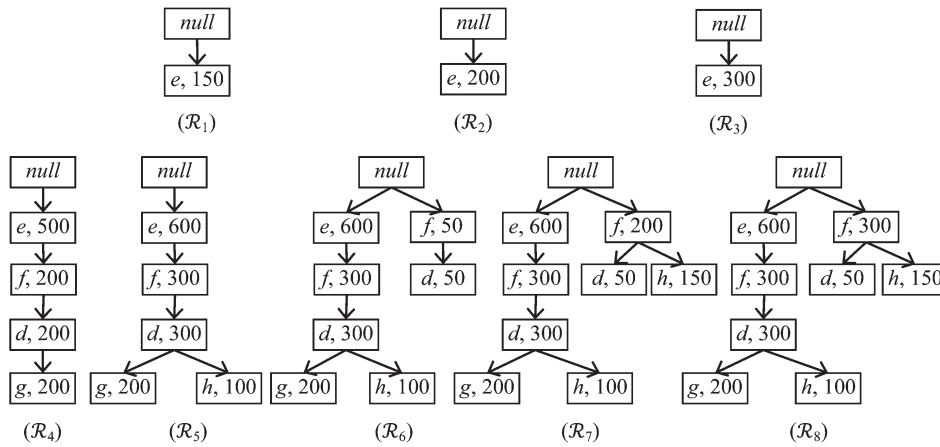 null null null
e, 150 e, 200 e, 300
(ℛ₁) (ℛ₂) (ℛ₃)
null null null null null
e, 500 e, 600 e, 600 f, 50 e, 600 f, 200 e, 600 f, 300
f, 200 f, 300 f, 300 d, 50 f, 300 d, 50 h, 150 f, 300 d, 50 h, 150
d, 200 d, 300 d, 300 d, 300 d, 300
g, 200 g, 200 h, 100 g, 200 h, 100 g, 200 h, 100 g, 200 h, 100
(ℛ₄) (ℛ₅) (ℛ₆) (ℛ₇) (ℛ₈)